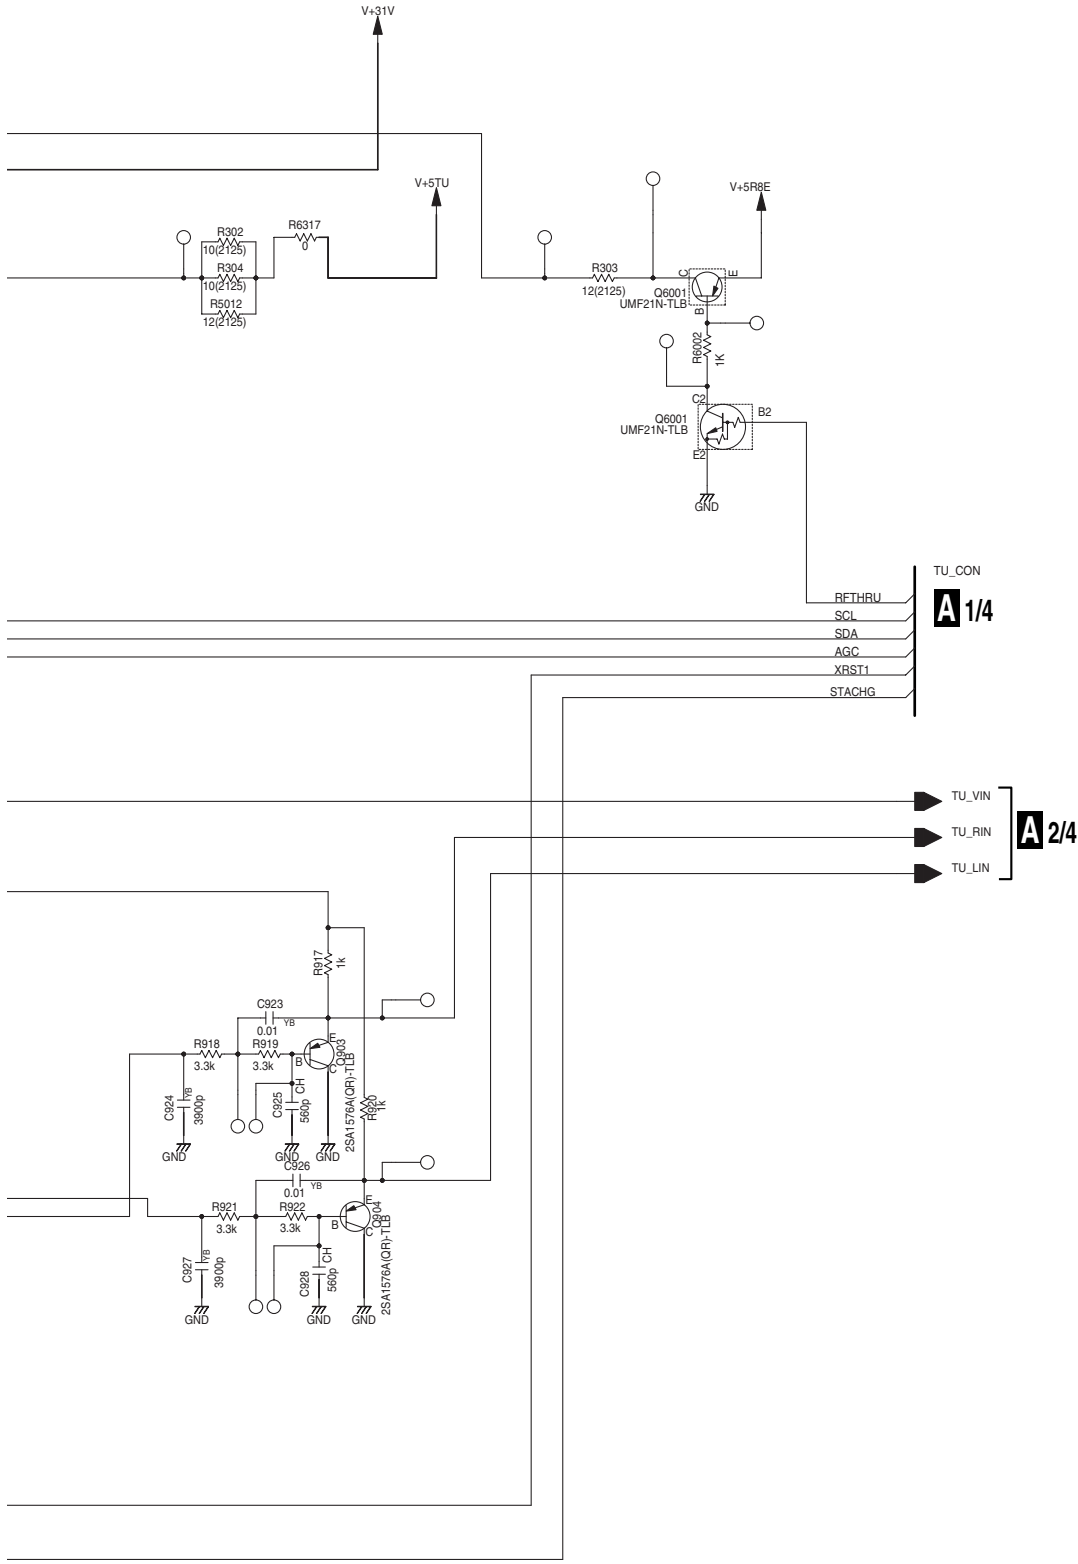 V+31V
V+5TU
V+5R8E
R302
10(2125)
R304
10(2125)
R5012
12(2125)
R6317
0
R303
12(2125)
C
E
Q6001
UMF21N-TLB
B
R6002
1K
C2
B2
Q6001
UMF21N-TLB
E2
GND
TU_CON
A 1/4
RFTHRU
SCL
SDA
AGC
XRST1
STACHG
TU_VIN
TU_RIN
A 2/4
TU_LIN
R917
1k
C923
0.01
YB
R918
3.3k
R919
3.3k
B
E
C
Q903
2SA1576A(QR)-TLB
C924
YB
3900p
C925
CH
560p
R920
1k
GND
GND
GND
C926
0.01
YB
R921
3.3k
R922
3.3k
B
E
C
Q904
2SA1576A(QR)-TLB
C927
YB
3900p
C928
CH
560p
GND
GND
GND